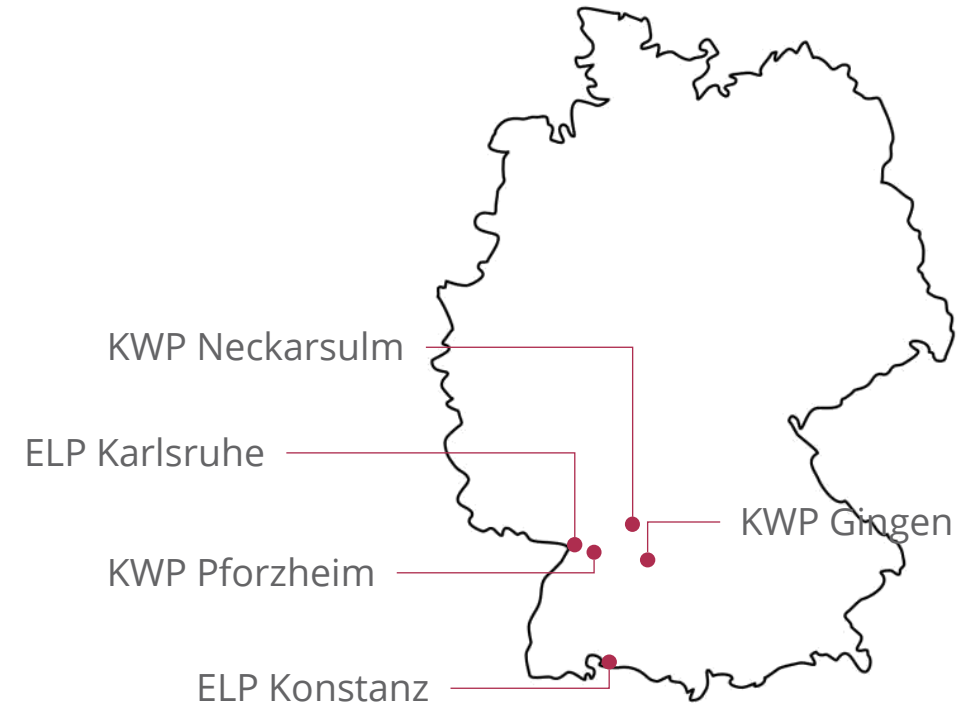 KWP Neckarsulm
ELP Karlsruhe
KWP Gingen
KWP Pforzheim
ELP Konstanz